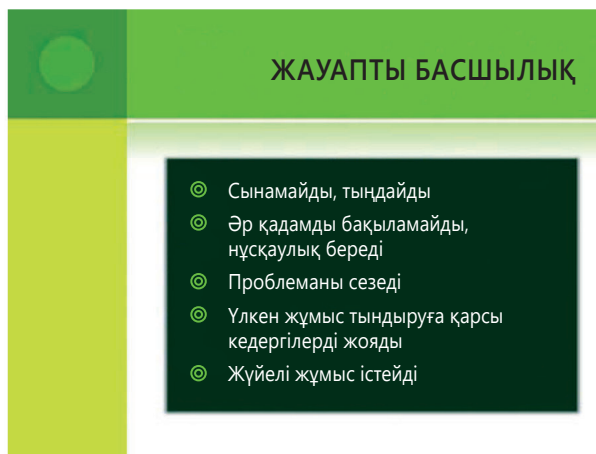 ЖАУАПТЫ БАСШЫЛЫҚ
Сынамайды, тыңдайды
Әр қадамды бақыламайды,
нұсқаулық береді
Проблеманы сезеді
Үлкен жұмыс тындыруға қарсы
кедергілерді жояды
Жүйелі жұмыс істейді